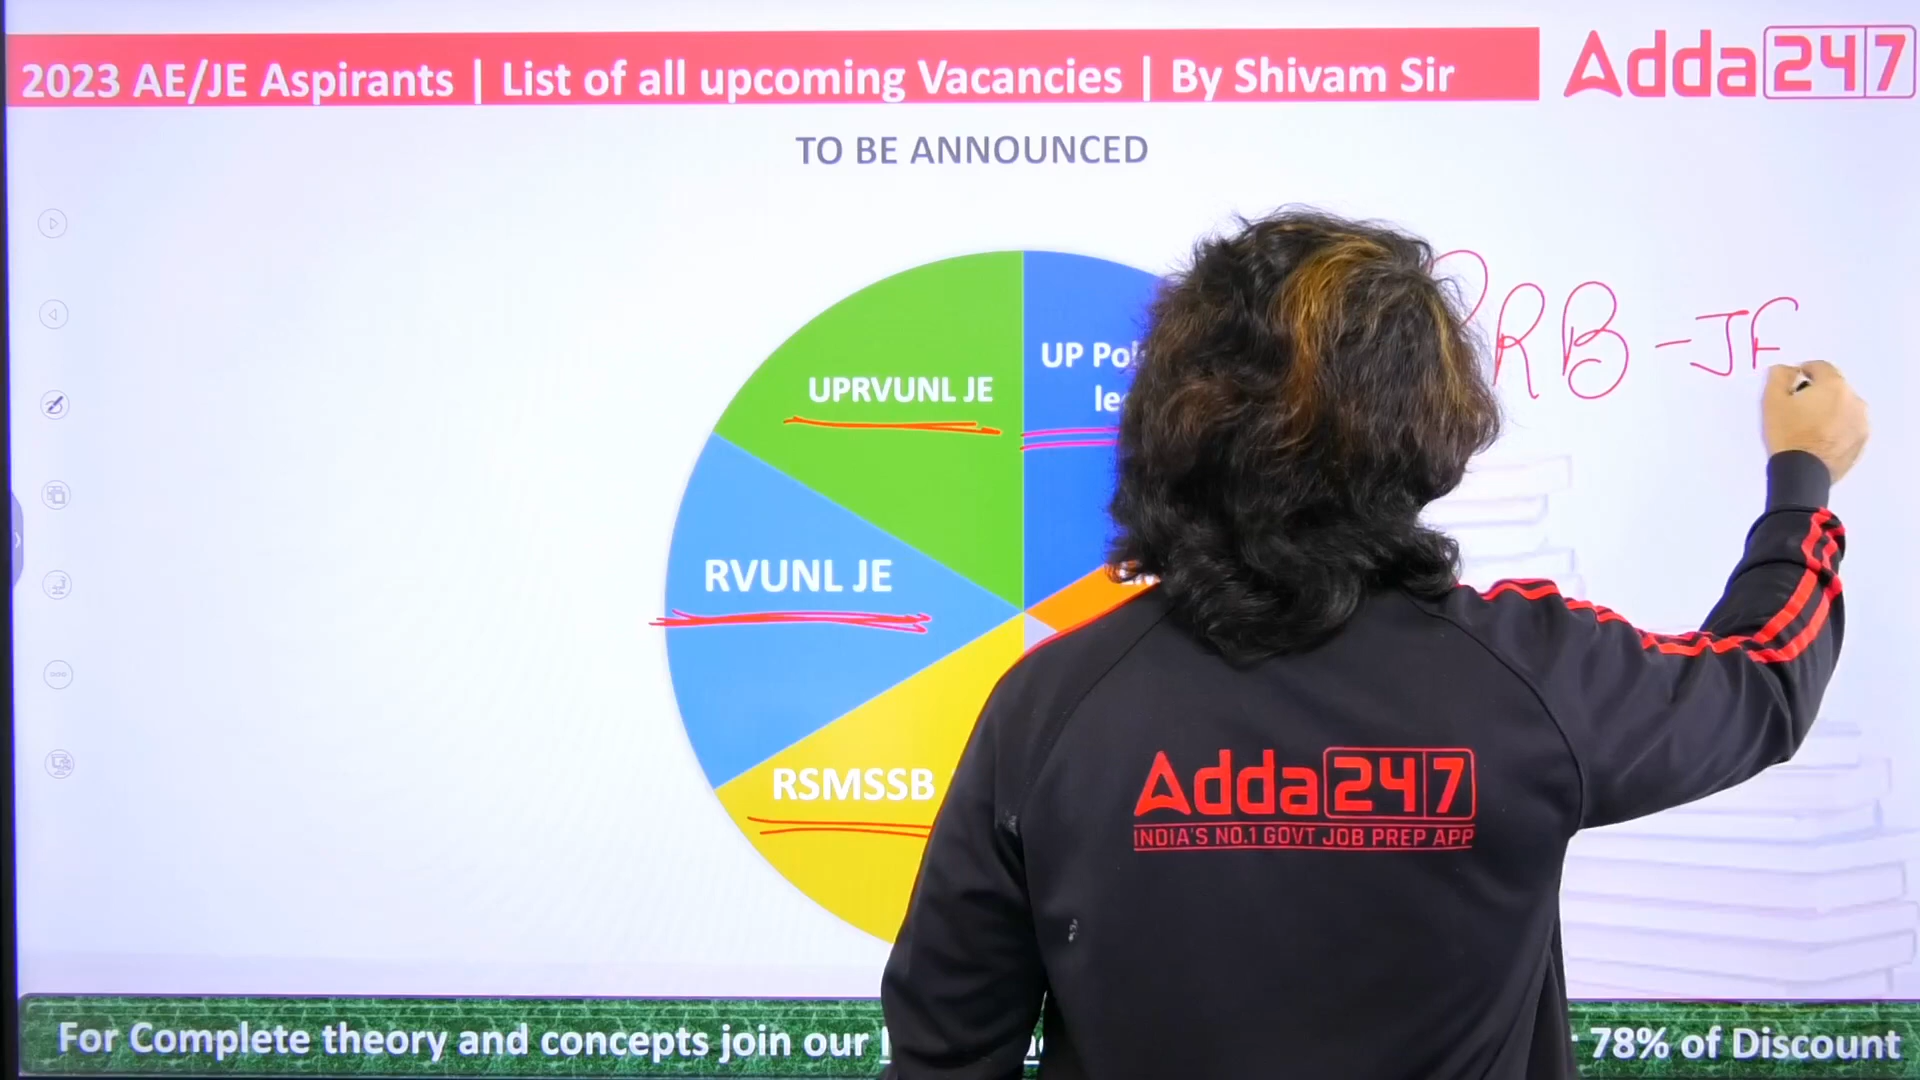 2023 AE/JE Aspirants | List of all upcoming Vacancies | By Shivam Sir
Adda247
TO BE ANNOUNCED
RRB-JE
UPRVUNL JE
UP
RVUNL JE
RSMSSB
Adda247
INDIA'S NO.1 GOVT JOB PREP APP
For Complete theory and concepts join our
78% of Discount